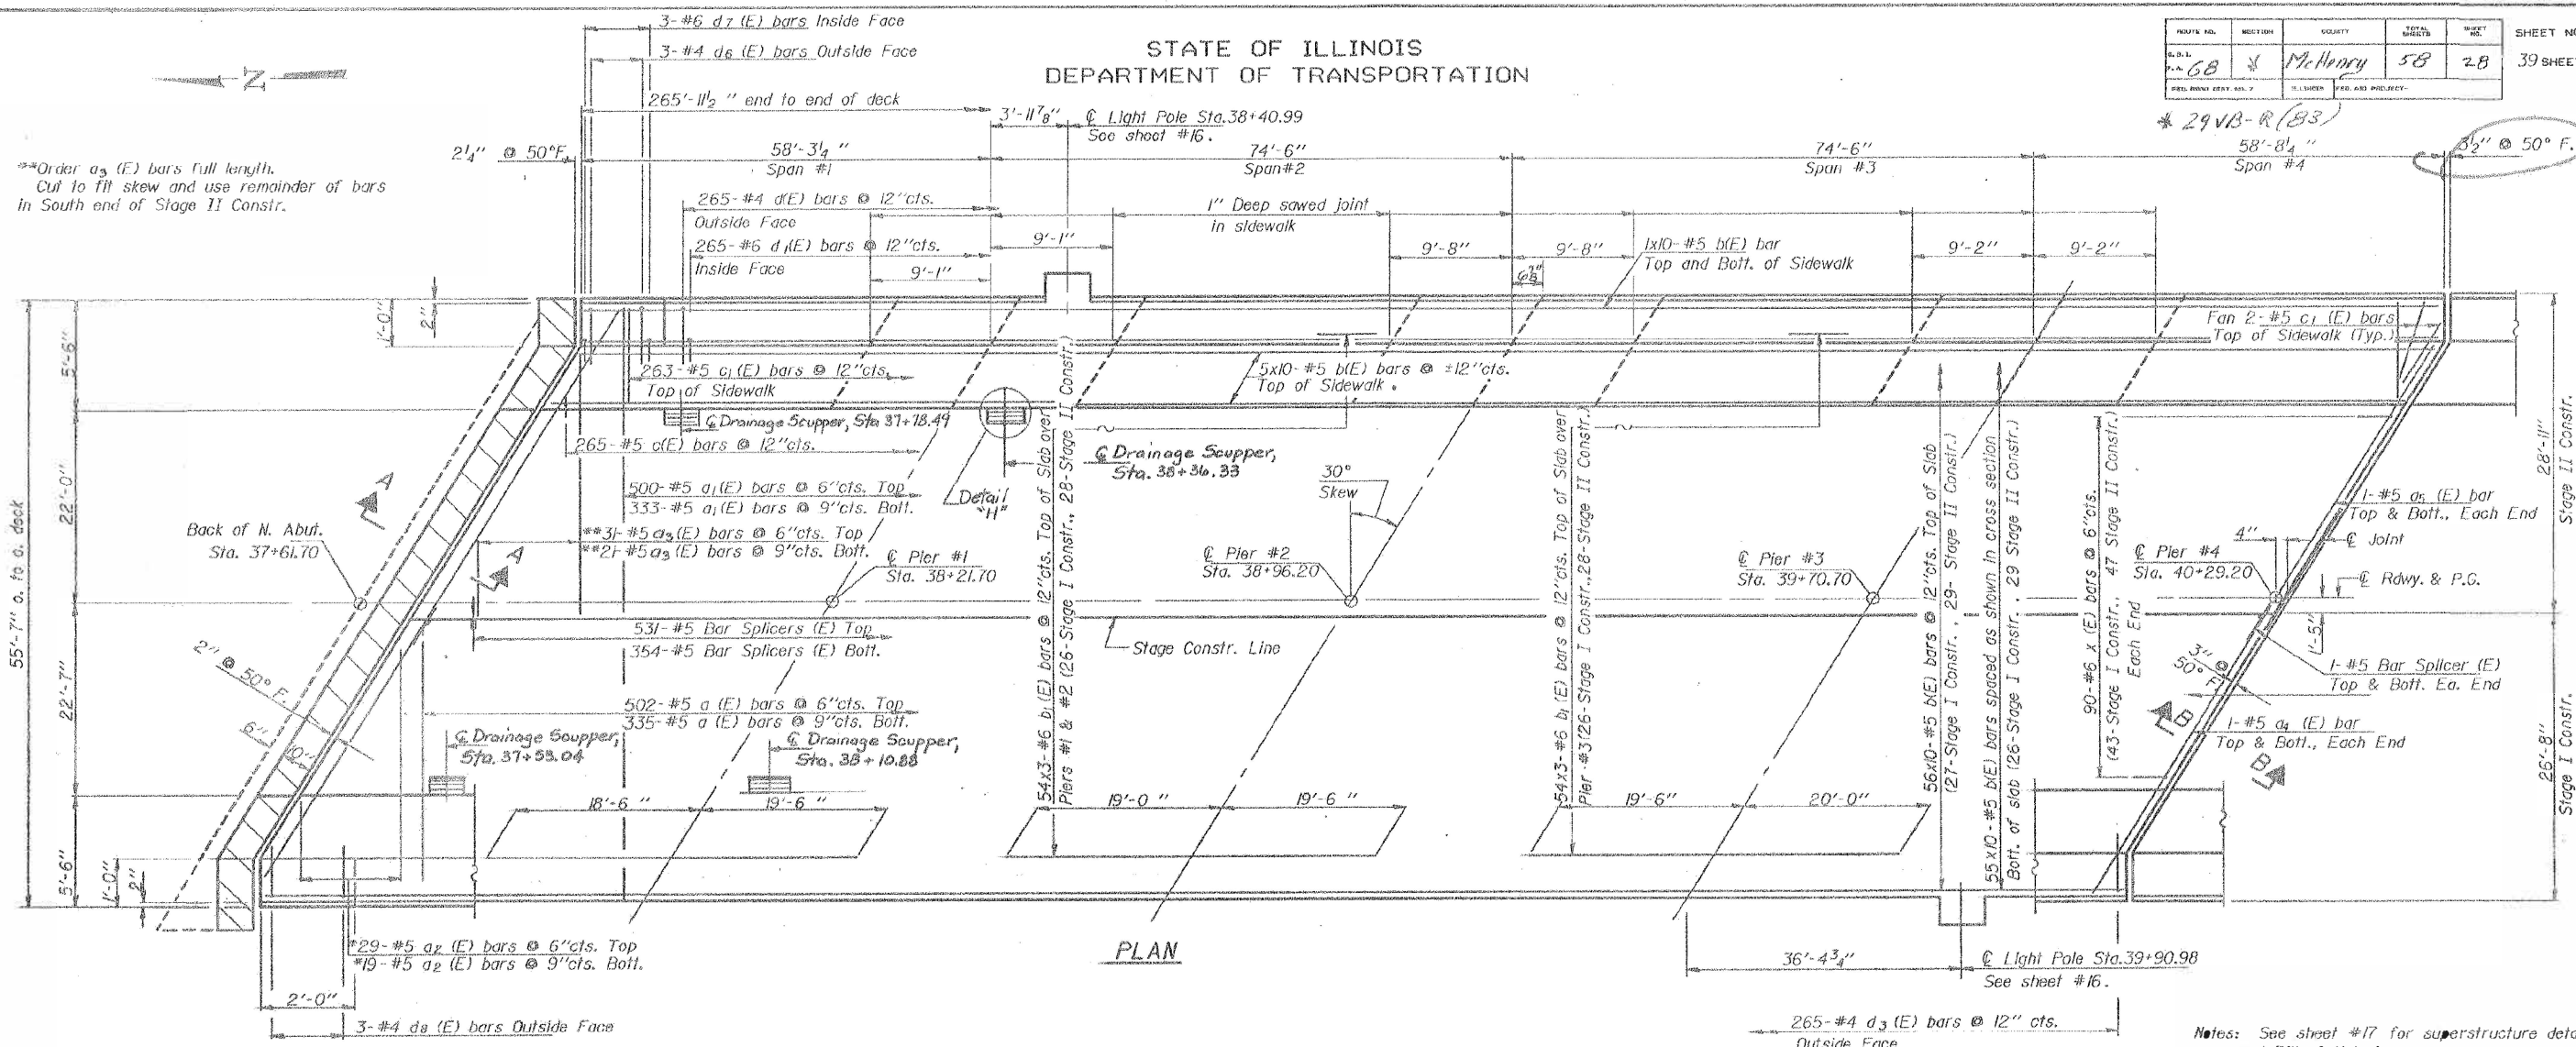 STATE OF ILLINOIS
DEPARTMENT OF TRANSPORTATION
ROUTE NO. SECTION COUNTY TOTAL SHEETS SHEET NO.
68 * McHenry 58 28
SHEET NO
39 SHEE
* 29VB-R (B3)
3-#6 d7 (E) bars Inside Face
3-#4 d6 (E) bars Outside Face
Z
265'-11½ " end to end of deck
3'-11⅞"
℄ Light Pole Sta.38+40.99
See sheet #16.
**Order a3 (E) bars full length.
Cut to fit skew and use remainder of bars
in South end of Stage II Constr.
2¼" @ 50°F.
58'-3¼ "
Span #1
74'-6"
Span#2
74'-6"
Span #3
58'-8¼ "
Span #4
3½" @ 50° F.
265-#4 d(E) bars @ 12"cts.
Outside Face
265-#6 d1(E) bars @ 12"cts.
Inside Face
9'-1"
9'-1"
1" Deep sawed joint
in sidewalk
9'-8"
9'-8"
1x10-#5 b(E) bar
Top and Bott. of Sidewalk
9'-2"
9'-2"
1'-0"
2"
5'-6"
Fan 2-#5 c1 (E) bars
Top of Sidewalk (Typ.)
263-#5 c1(E) bars @ 12"cts.
Top of Sidewalk
5x10-#5 b(E) bars @ ±12"cts.
Top of Sidewalk.
℄ Drainage Scupper, Sta 37+78.49
265-#5 c(E) bars @ 12"cts.
℄ Drainage Scupper,
Sta. 38+36.33
Detail
"H"
30°
Skew
500-#5 a1(E) bars @ 6"cts. Top
333-#5 a1(E) bars @ 9"cts. Bott.
**31-#5 a3(E) bars @ 6"cts. Top
**21-#5 a3(E) bars @ 9"cts. Bott.
A
A
Back of N. Abut.
Sta. 37+61.70
℄ Pier #1
Sta. 38+21.70
℄ Pier #2
Sta. 38+96.20
℄ Pier #3
Sta. 39+70.70
℄ Pier #4
Sta. 40+29.20
4"
℄ Joint
℄ Rdwy. & P.G.
1-#5 a5 (E) bar
Top & Bott., Each End
55'-7" o. to o. deck
22'-0"
22'-7"
5'-6"
1'-0"
2"
531-#5 Bar Splicers (E) Top
354-#5 Bar Splicers (E) Bott.
Stage Constr. Line
54x3-#6 b1(E) bars @ 12"cts. Top of Slab over
Piers #1 & #2 (26-Stage I Constr., 28-Stage II Constr.)
54x3-#6 b1(E) bars @ 12"cts. Top of Slab over
Pier #3(26-Stage I Constr.,28-Stage II Constr.)
56x10-#5 b(E) bars @ 12"cts. Top of Slab
(27-Stage I Constr., 29- Stage II Constr.)
55x10-#5 b(E) bars spaced as shown in cross section
Bott. of slab (26-Stage I Constr., 29 Stage II Constr.)
90-#6 x (E) bars @ 6"cts.
(43-Stage I Constr., 47 Stage II Constr.)
Each End
28'-11"
Stage II Constr.
26'-8"
Stage I Constr.
1'-5"
3" @
50° F.
1-#5 Bar Splicer (E)
Top & Bott. Ea. End
1-#5 a4 (E) bar
Top & Bott., Each End
B
B
2" @ 50° F.
6"
10"
502-#5 a (E) bars @ 6"cts. Top
335-#5 a (E) bars @ 9"cts. Bott.
℄ Drainage Scupper,
Sta. 37+53.04
℄ Drainage Scupper,
Sta. 38+10.88
18'-6 "
19'-6 "
19'-0 "
19'-6 "
19'-6"
20'-0"
*29-#5 a2 (E) bars @ 6"cts. Top
*19-#5 a2 (E) bars @ 9"cts. Bott.
2'-0"
3-#4 d8 (E) bars Outside Face
PLAN
36'-4¾"
℄ Light Pole Sta.39+90.98
See sheet #16.
265-#4 d3 (E) bars @ 12" cts.
Outside Face
Notes: See sheet #17 for superstructure deta